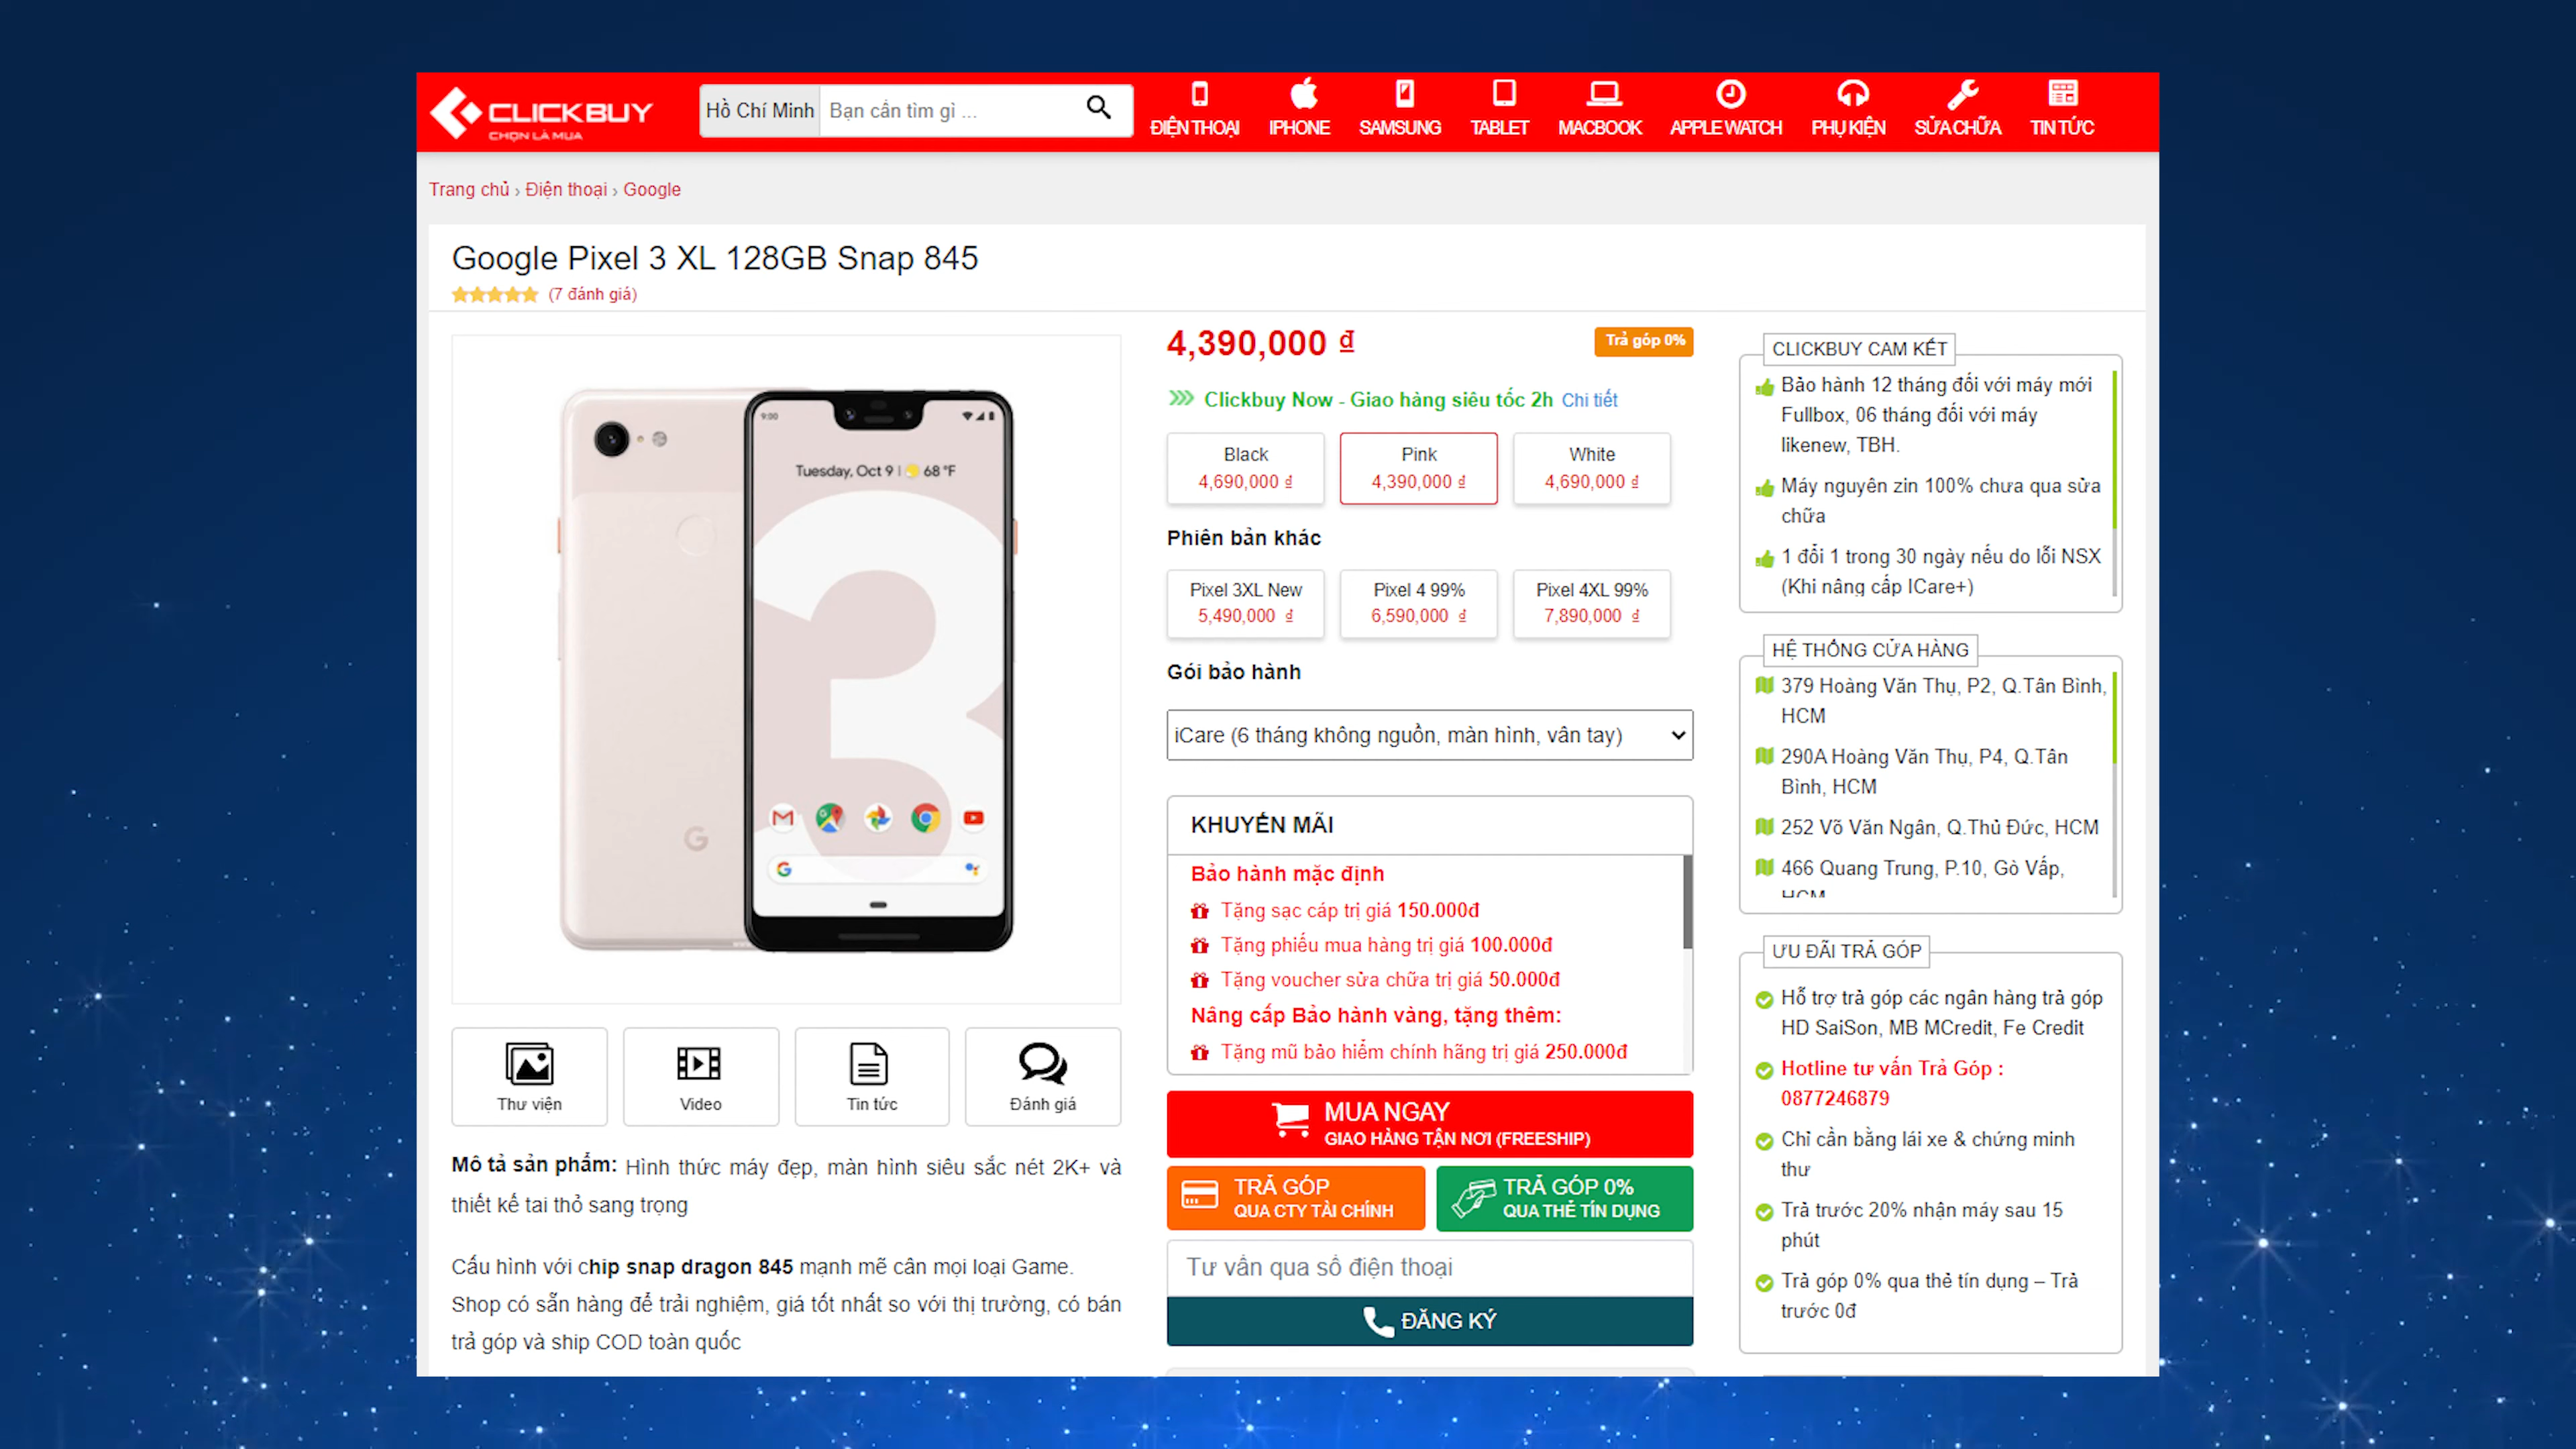 CLICKBUY
CHỌN LÀ MUA
Hồ Chí Minh
Bạn cần tìm gì ...
ĐIỆN THOẠI
IPHONE
SAMSUNG
TABLET
MACBOOK
APPLE WATCH
PHỤ KIỆN
SỬA CHỮA
TIN TỨC
Trang chủ › Điện thoại › Google
Google Pixel 3 XL 128GB Snap 845
(7 đánh giá)
9:00
Tuesday, Oct 9 | 68 °F
Thư viện
Video
Tin tức
Đánh giá
Mô tả sản phẩm: Hình thức máy đẹp, màn hình siêu sắc nét 2K+ và
thiết kế tai thỏ sang trọng
Cấu hình với chip snap dragon 845 mạnh mẽ cân mọi loại Game.
Shop có sẵn hàng để trải nghiệm, giá tốt nhất so với thị trường, có bán
trả góp và ship COD toàn quốc
4,390,000 ₫
Trả góp 0%
Clickbuy Now - Giao hàng siêu tốc 2h Chi tiết
Black
4,690,000 ₫
Pink
4,390,000 ₫
White
4,690,000 ₫
Phiên bản khác
Pixel 3XL New
5,490,000 ₫
Pixel 4 99%
6,590,000 ₫
Pixel 4XL 99%
7,890,000 ₫
Gói bảo hành
iCare (6 tháng không nguồn, màn hình, vân tay)
KHUYẾN MÃI
Bảo hành mặc định
Tặng sạc cáp trị giá 150.000đ
Tặng phiếu mua hàng trị giá 100.000đ
Tặng voucher sửa chữa trị giá 50.000đ
Nâng cấp Bảo hành vàng, tặng thêm:
Tặng mũ bảo hiểm chính hãng trị giá 250.000đ
MUA NGAY
GIAO HÀNG TẬN NƠI (FREESHIP)
TRẢ GÓP
QUA CTY TÀI CHÍNH
TRẢ GÓP 0%
QUA THẺ TÍN DỤNG
Tư vấn qua số điện thoại
ĐĂNG KÝ
CLICKBUY CAM KẾT
Bảo hành 12 tháng đối với máy mới
Fullbox, 06 tháng đối với máy
likenew, TBH.
Máy nguyên zin 100% chưa qua sửa
chữa
1 đổi 1 trong 30 ngày nếu do lỗi NSX
(Khi nâng cấp ICare+)
HỆ THỐNG CỬA HÀNG
379 Hoàng Văn Thụ, P2, Q.Tân Bình,
HCM
290A Hoàng Văn Thụ, P4, Q.Tân
Bình, HCM
252 Võ Văn Ngân, Q.Thủ Đức, HCM
466 Quang Trung, P.10, Gò Vấp,
HCM
ƯU ĐÃI TRẢ GÓP
Hỗ trợ trả góp các ngân hàng trả góp
HD SaiSon, MB MCredit, Fe Credit
Hotline tư vấn Trả Góp :
0877246879
Chỉ cần bằng lái xe & chứng minh
thư
Trả trước 20% nhận máy sau 15
phút
Trả góp 0% qua thẻ tín dụng – Trả
trước 0đ